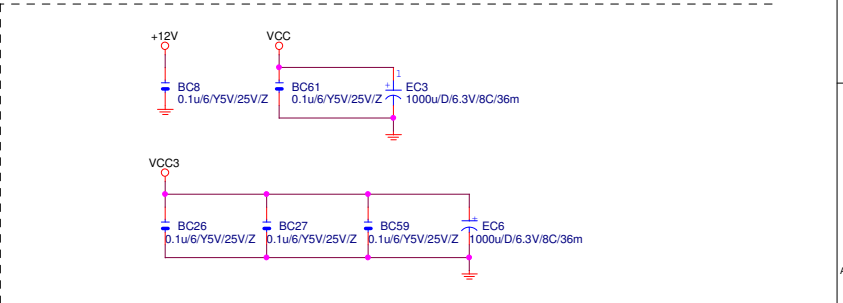 +12V
VCC
BC8
0.1u/6/Y5V/25V/Z
BC61
0.1u/6/Y5V/25V/Z
1
+
EC3
1000u/D/6.3V/8C/36m
VCC3
BC26
0.1u/6/Y5V/25V/Z
BC27
0.1u/6/Y5V/25V/Z
BC59
0.1u/6/Y5V/25V/Z
+
EC6
1000u/D/6.3V/8C/36m
A